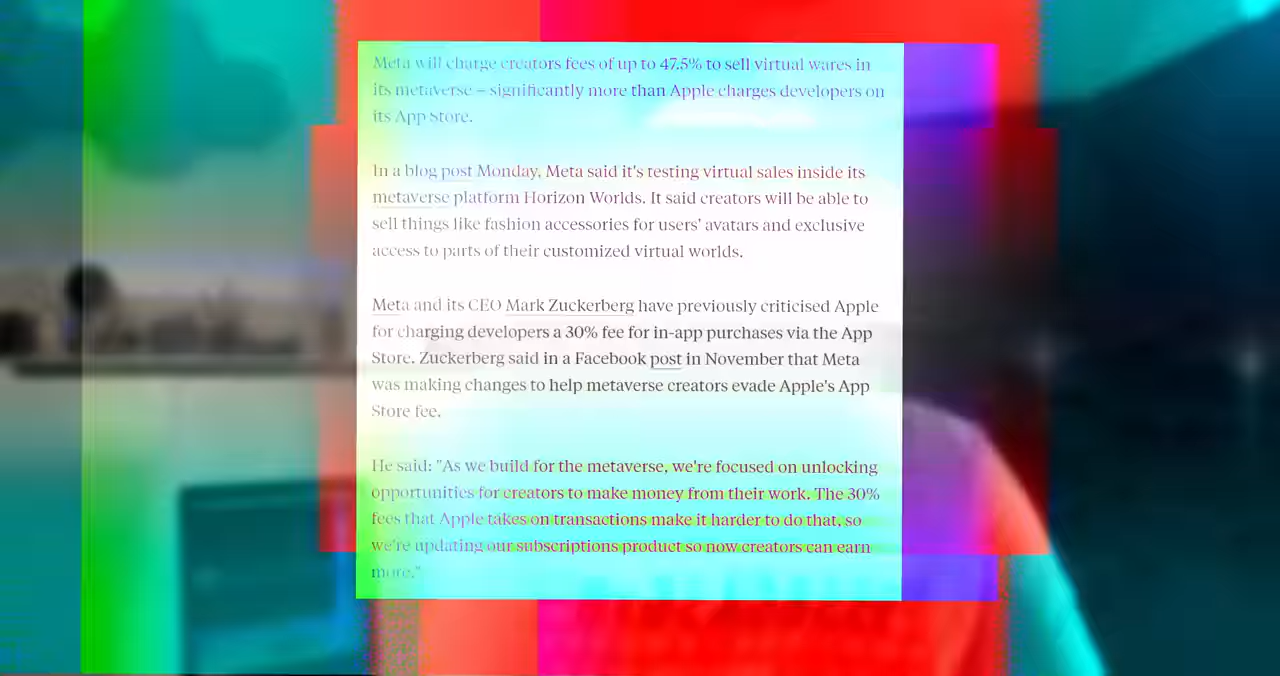 Meta will charge creators fees of up to 47.5% to sell virtual wares in
its metaverse – significantly more than Apple charges developers on
its App Store.
In a blog post Monday, Meta said it's testing virtual sales inside its
metaverse platform Horizon Worlds. It said creators will be able to
sell things like fashion accessories for users' avatars and exclusive
access to parts of their customized virtual worlds.
Meta and its CEO Mark Zuckerberg have previously criticised Apple
for charging developers a 30% fee for in-app purchases via the App
Store. Zuckerberg said in a Facebook post in November that Meta
was making changes to help metaverse creators evade Apple's App
Store fee.
He said: "As we build for the metaverse, we're focused on unlocking
opportunities for creators to make money from their work. The 30%
fees that Apple takes on transactions make it harder to do that, so
we're updating our subscriptions product so now creators can earn
more."